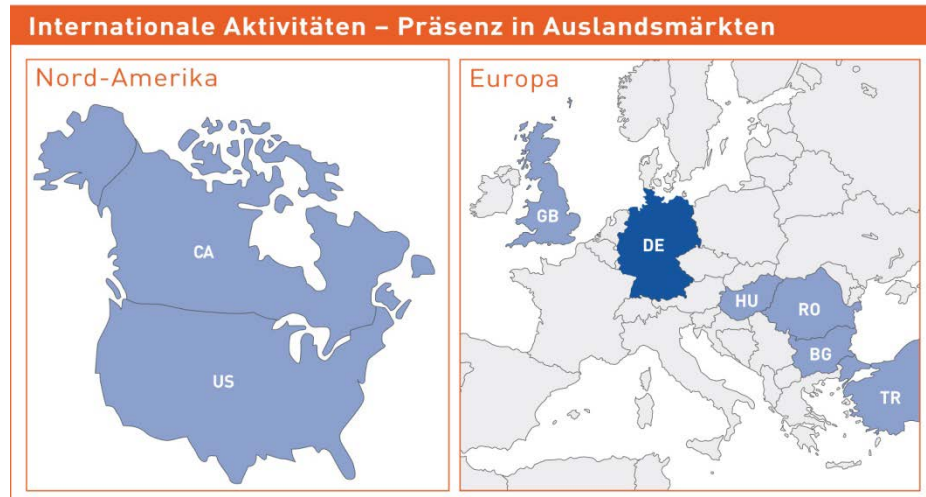 Internationale Aktivitäten – Präsenz in Auslandsmärkten
Nord-Amerika
CA
US
Europa
GB
DE
HU
RO
BG
TR